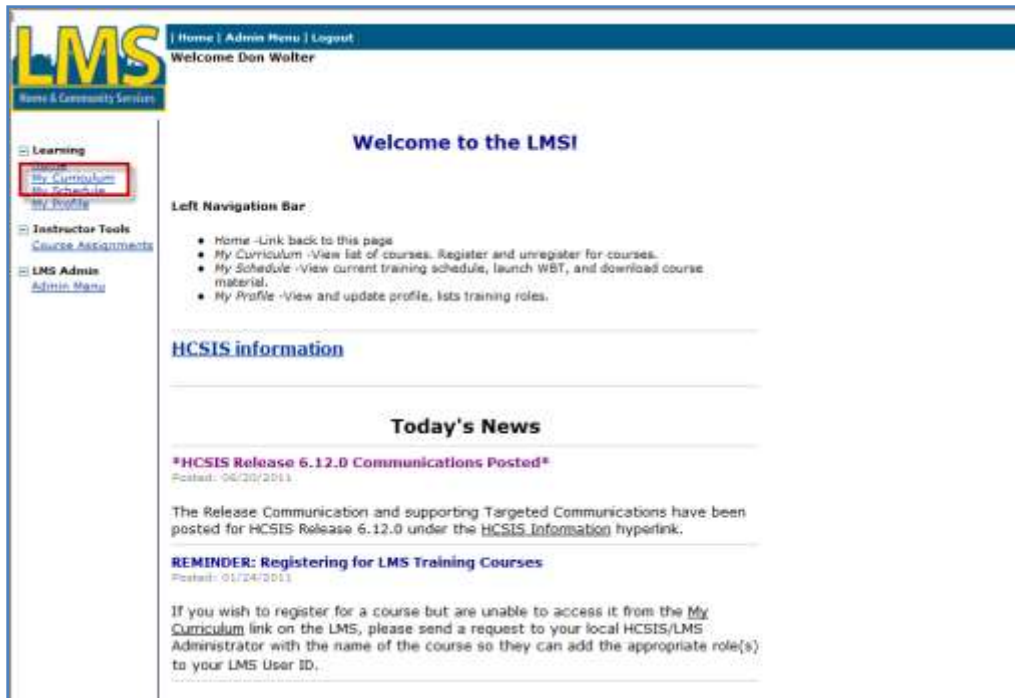 LMS
Home & Community Services
| Home | Admin Menu | Logout
Welcome Don Wolter
Learning
Home
My Curriculum
My Schedule
My Profile
Instructor Tools
Course Assignments
LMS Admin
Admin Menu
Welcome to the LMS!
Left Navigation Bar
Home -Link back to this page
My Curriculum -View list of courses. Register and unregister for courses.
My Schedule -View current training schedule, launch WBT, and download course
material.
My Profile -View and update profile, lists training roles.
HCSIS information
Today's News
*HCSIS Release 6.12.0 Communications Posted*
Posted: 06/20/2011
The Release Communication and supporting Targeted Communications have been
posted for HCSIS Release 6.12.0 under the HCSIS Information hyperlink.
REMINDER: Registering for LMS Training Courses
Posted: 01/24/2011
If you wish to register for a course but are unable to access it from the My
Curriculum link on the LMS, please send a request to your local HCSIS/LMS
Administrator with the name of the course so they can add the appropriate role(s)
to your LMS User ID.